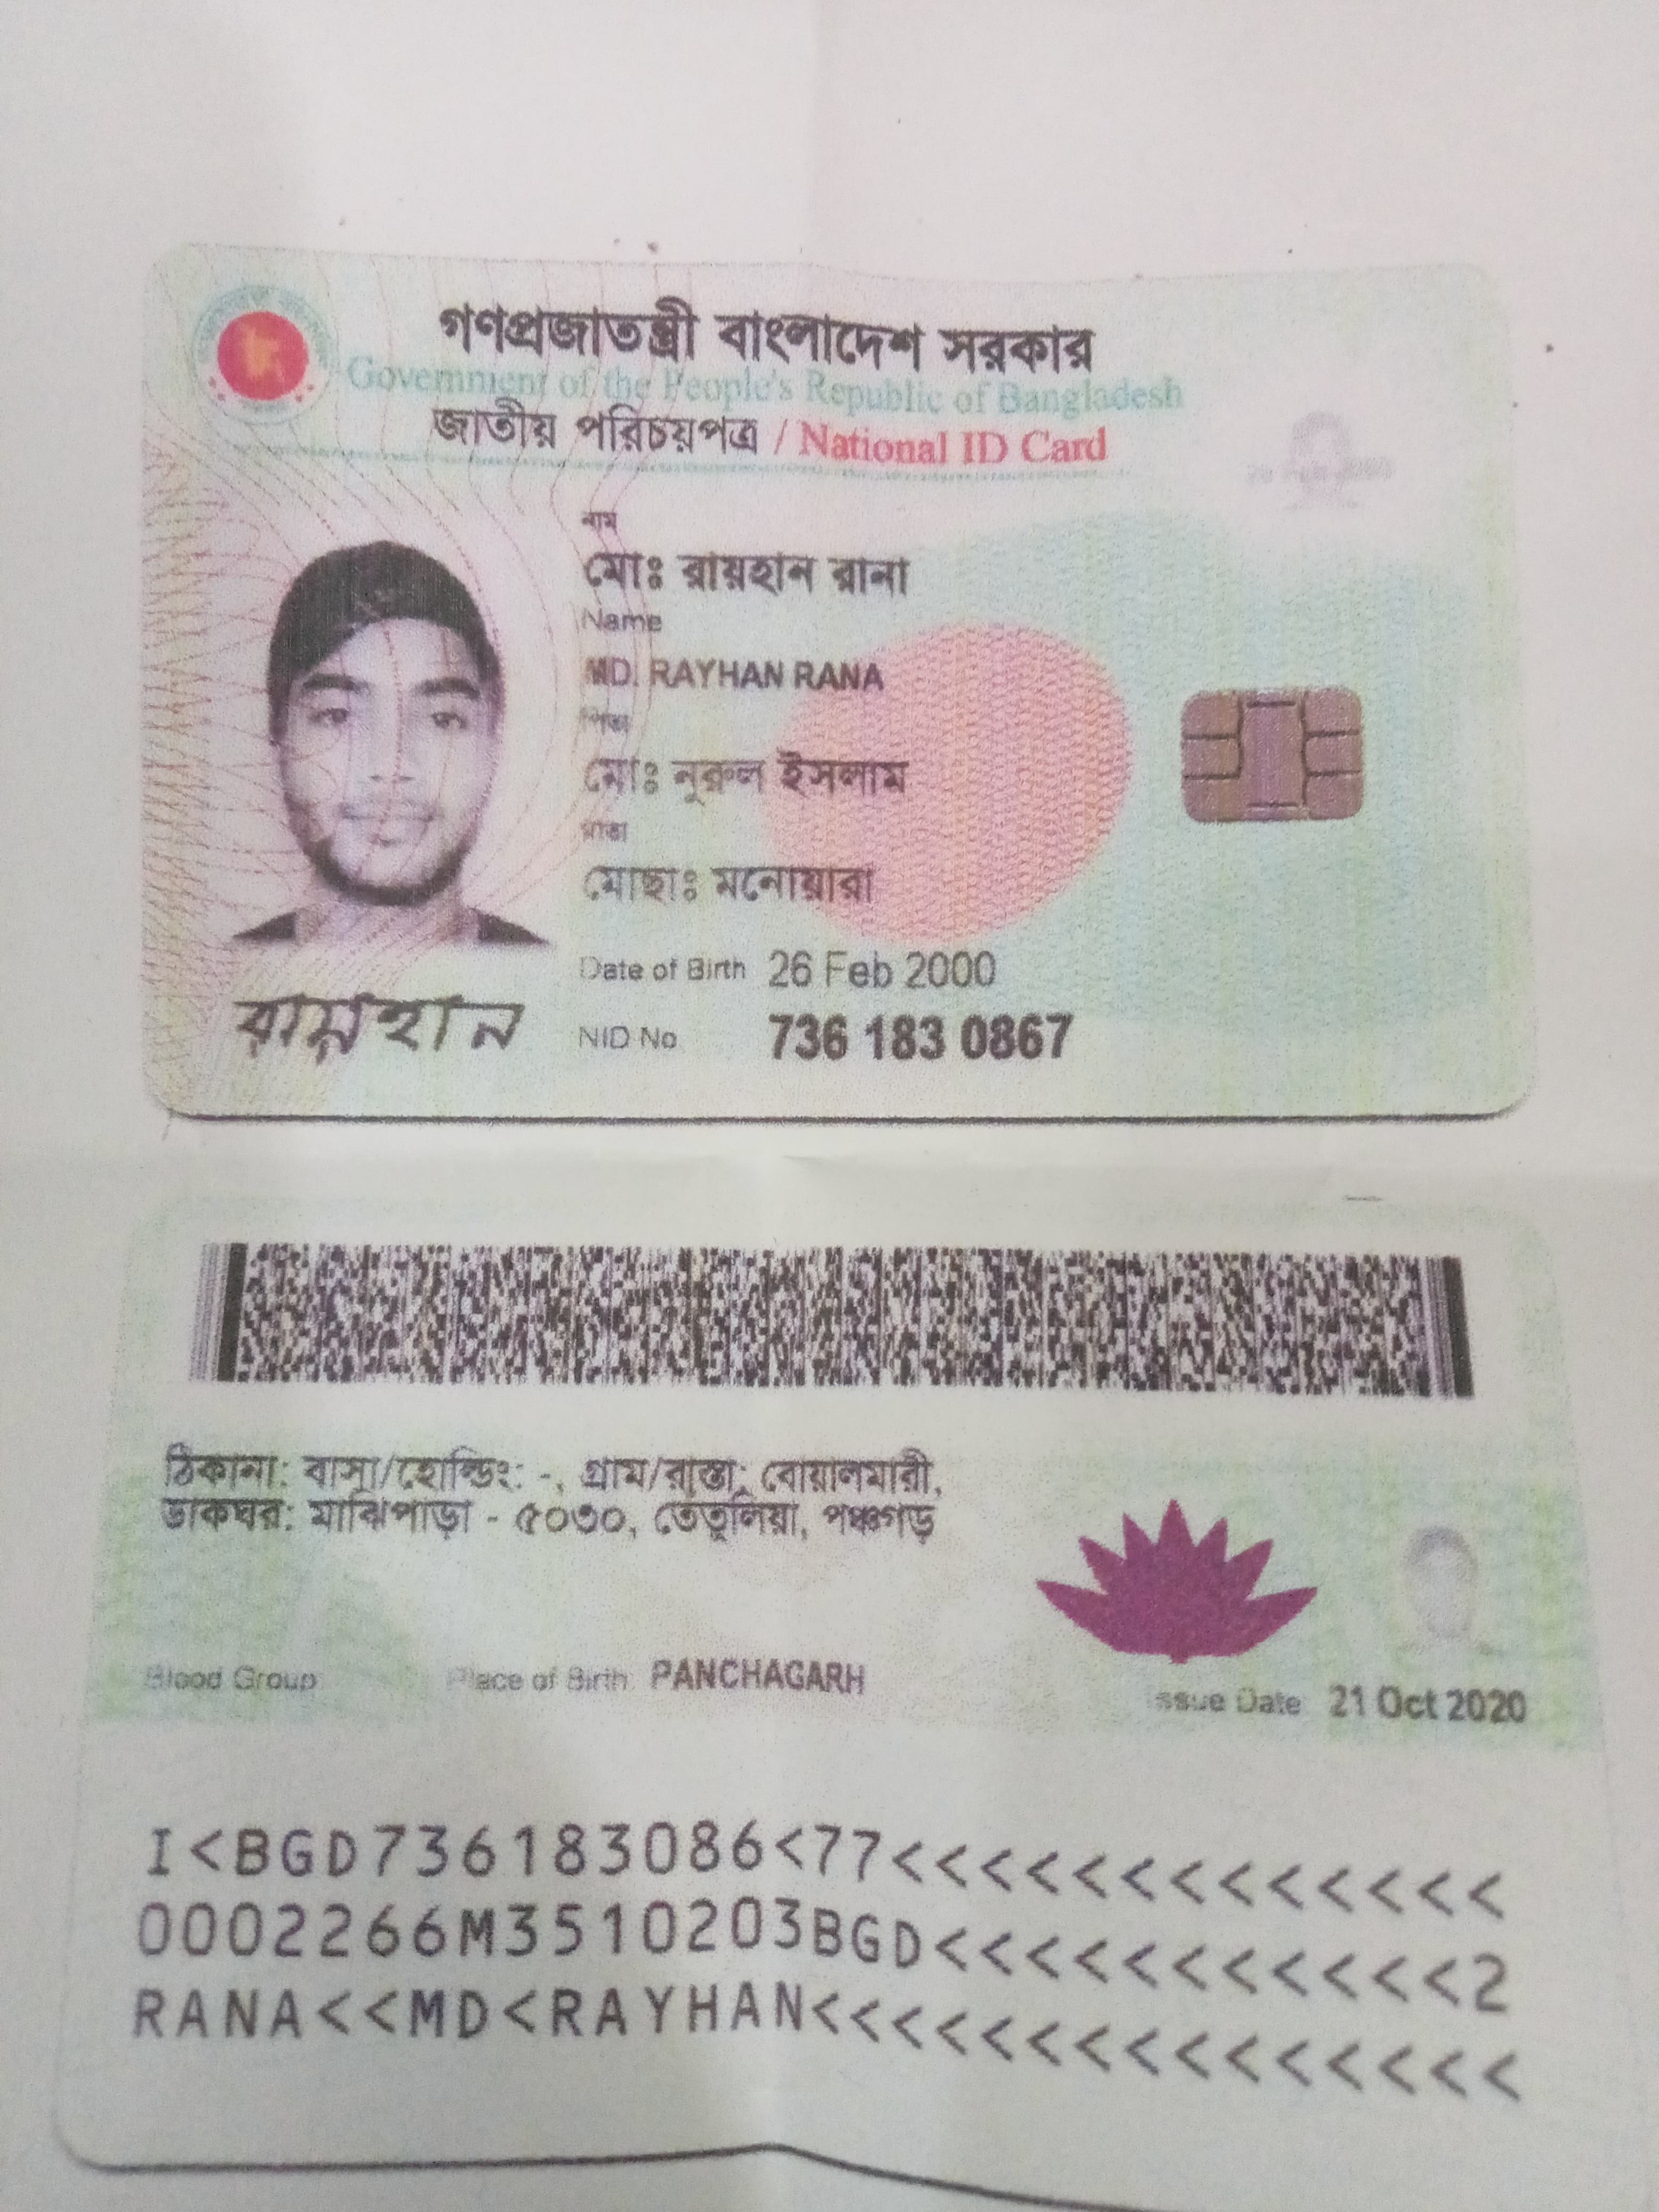 গণপ্রজাতন্ত্রী বাংলাদেশ সরকার
Government of the People's Republic of Bangladesh
জাতীয় পরিচয়পত্র / National ID Card
নাম
মোঃ রায়হান রানা
Name
MD. RAYHAN RANA
পিতা
মোঃ নুরুল ইসলাম
মাতা
মোছাঃ মনোয়ারা
Date of Birth 26 Feb 2000
রায়হান
NID No 736 183 0867
ঠিকানা: বাসা/হোল্ডিং: -, গ্রাম/রাস্তা: বোয়ালমারী,
ডাকঘর: মাঝিপাড়া - ৫০৩০, তেতুলিয়া, পঞ্চগড়
Blood Group Place of Birth PANCHAGARH
Issue Date 21 Oct 2020
I<BGD736183086<77<<<<<<<<<<<<<
0002266M3510203BGD<<<<<<<<<<<2
RANA<<MD<RAYHAN<<<<<<<<<<<<<<<